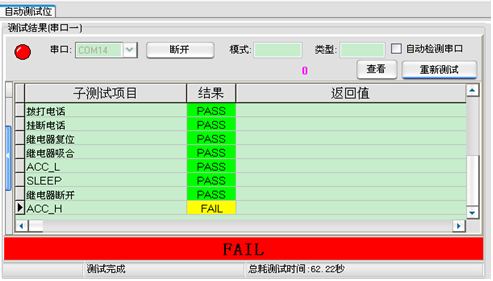 自动测试位
测试结果(串口一)
串口: COM14 断开 模式: 类型: 自动检测串口
0 查看 重新测试
子测试项目 结果 返回值
拨打电话 PASS
挂断电话 PASS
继电器复位 PASS
继电器吸合 PASS
ACC_L PASS
SLEEP PASS
继电器断开 PASS
ACC_H FAIL
FAIL
测试完成 总耗测试时间:62.22秒